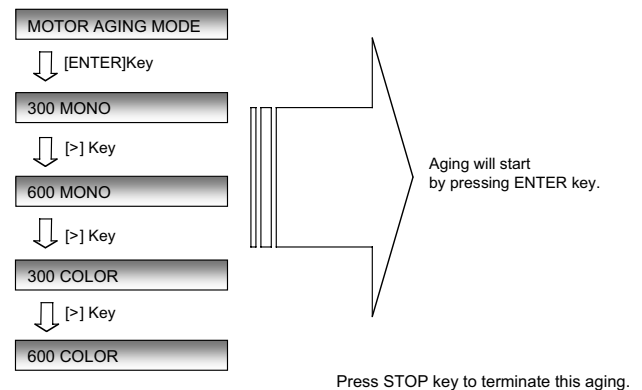 MOTOR AGING MODE
[ENTER]Key
300 MONO
[>] Key
600 MONO
[>] Key
300 COLOR
[>] Key
600 COLOR
Aging will start
by pressing ENTER key.
Press STOP key to terminate this aging.